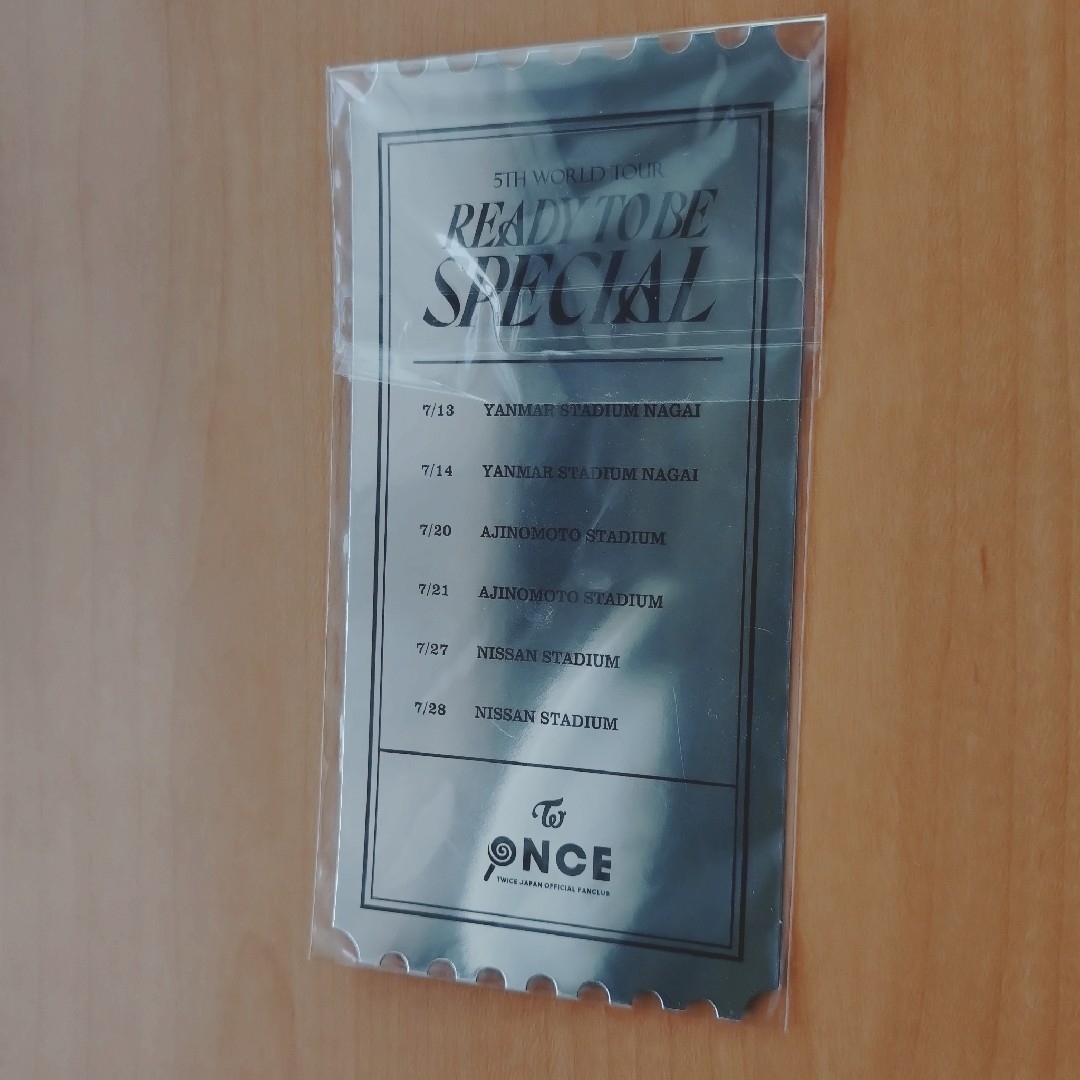 5TH WORLD TOUR
READY TO BE
SPECIAL
7/13 YANMAR STADIUM NAGAI
7/14 YANMAR STADIUM NAGAI
7/20 AJINOMOTO STADIUM
7/21 AJINOMOTO STADIUM
7/27 NISSAN STADIUM
7/28 NISSAN STADIUM
TW
ONCE
TWICE JAPAN OFFICIAL FANCLUB